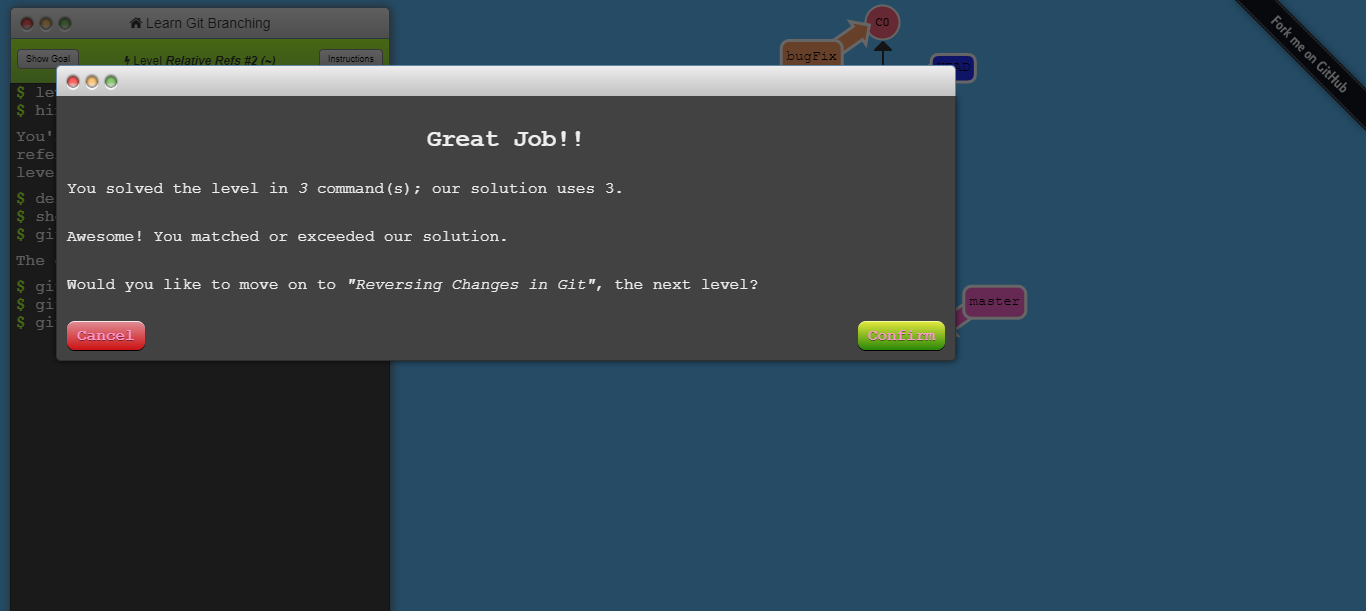 Learn Git Branching
Show Goal
Level Relative Refs #2 (~)
Instructions
$ le
$ hi
You'
refe
leve
$ de
$ sh
$ gi
The
$ gi
$ gi
$ gi
C0
bugFix
master
Fork me on GitHub
Great Job!!
You solved the level in 3 command(s); our solution uses 3.
Awesome! You matched or exceeded our solution.
Would you like to move on to "Reversing Changes in Git", the next level?
Cancel
Confirm